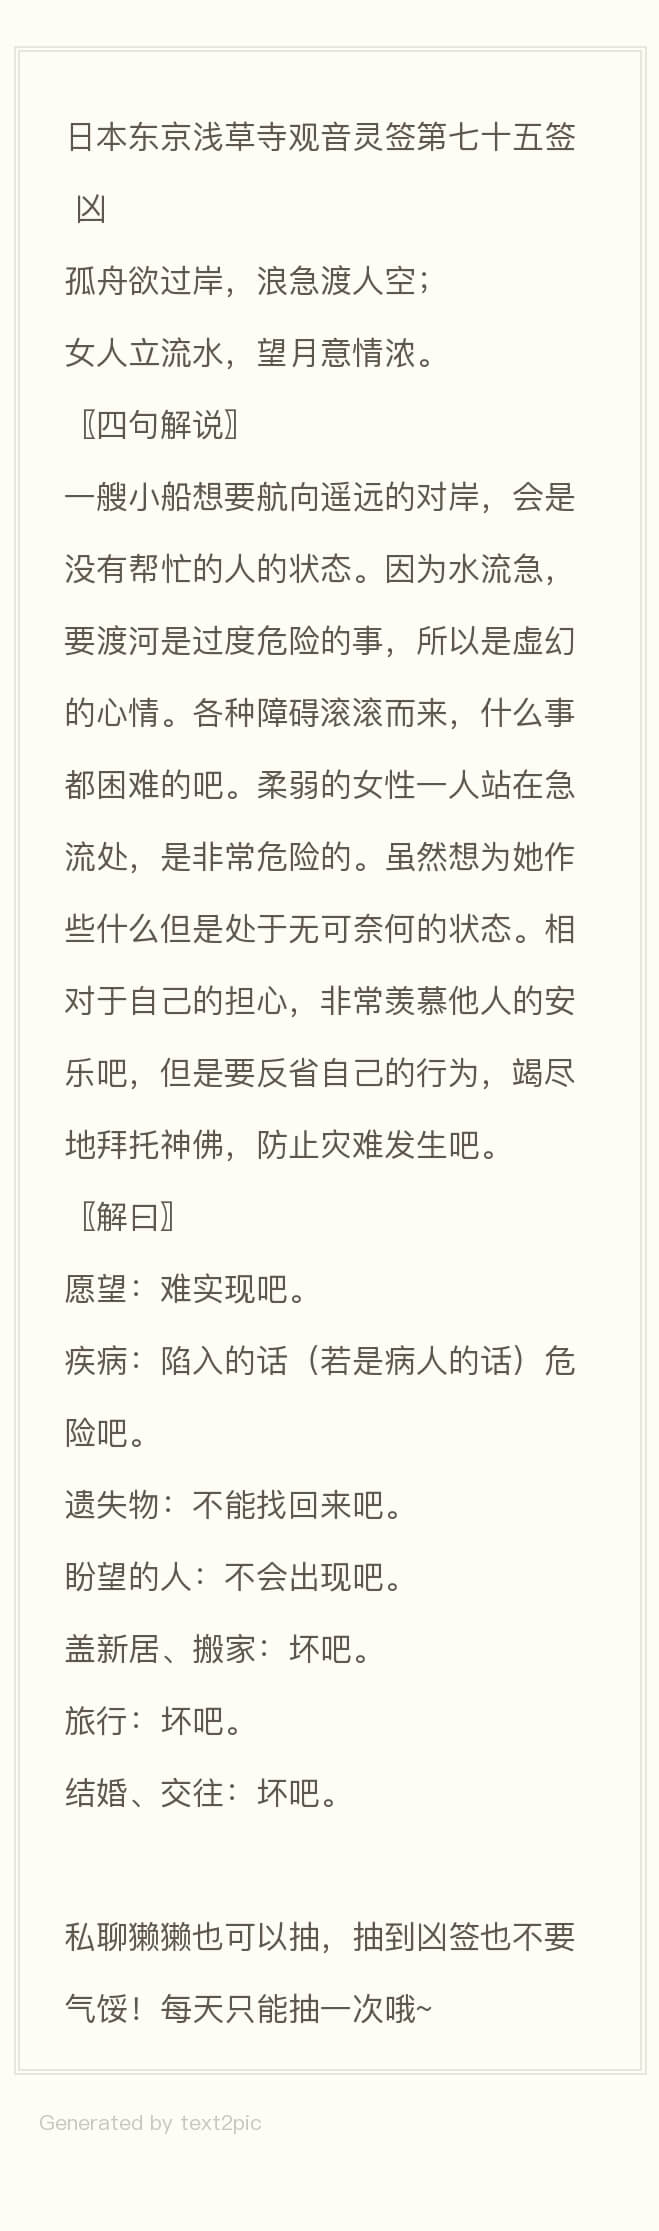 日本东京浅草寺观音灵签第七十五签
凶
孤舟欲过岸，浪急渡人空；
女人立流水，望月意情浓。
〖四句解说〗
一艘小船想要航向遥远的对岸，会是
没有帮忙的人的状态。因为水流急，
要渡河是过度危险的事，所以是虚幻
的心情。各种障碍滚滚而来，什么事
都困难的吧。柔弱的女性一人站在急
流处，是非常危险的。虽然想为她作
些什么但是处于无可奈何的状态。相
对于自己的担心，非常羡慕他人的安
乐吧，但是要反省自己的行为，竭尽
地拜托神佛，防止灾难发生吧。
〖解曰〗
愿望：难实现吧。
疾病：陷入的话（若是病人的话）危
险吧。
遗失物：不能找回来吧。
盼望的人：不会出现吧。
盖新居、搬家：坏吧。
旅行：坏吧。
结婚、交往：坏吧。
私聊獭獭也可以抽，抽到凶签也不要
气馁！每天只能抽一次哦~
Generated by text2pic